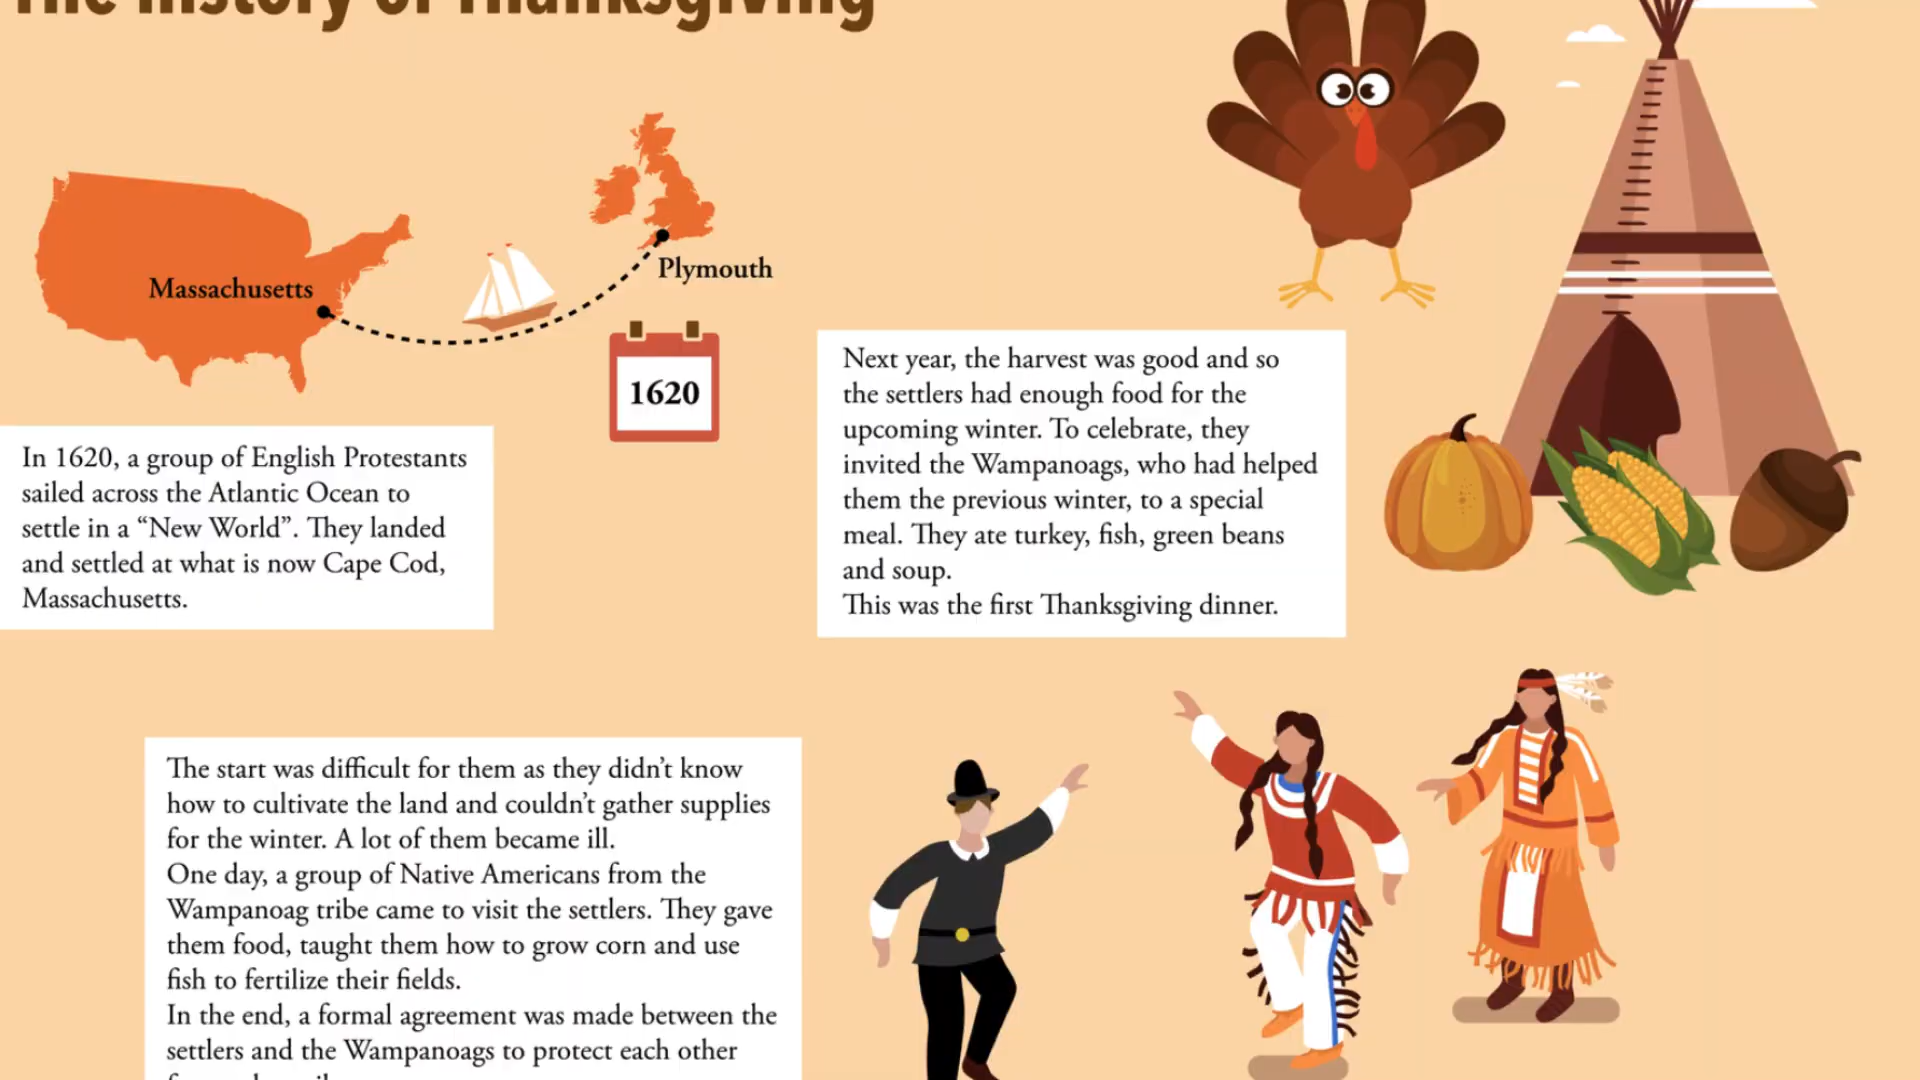 The History of Thanksgiving
Massachusetts
Plymouth
1620
In 1620, a group of English Protestants
sailed across the Atlantic Ocean to
settle in a “New World”. They landed
and settled at what is now Cape Cod,
Massachusetts.
Next year, the harvest was good and so
the settlers had enough food for the
upcoming winter. To celebrate, they
invited the Wampanoags, who had helped
them the previous winter, to a special
meal. They ate turkey, fish, green beans
and soup.
This was the first Thanksgiving dinner.
The start was difficult for them as they didn’t know
how to cultivate the land and couldn’t gather supplies
for the winter. A lot of them became ill.
One day, a group of Native Americans from the
Wampanoag tribe came to visit the settlers. They gave
them food, taught them how to grow corn and use
fish to fertilize their fields.
In the end, a formal agreement was made between the
settlers and the Wampanoags to protect each other